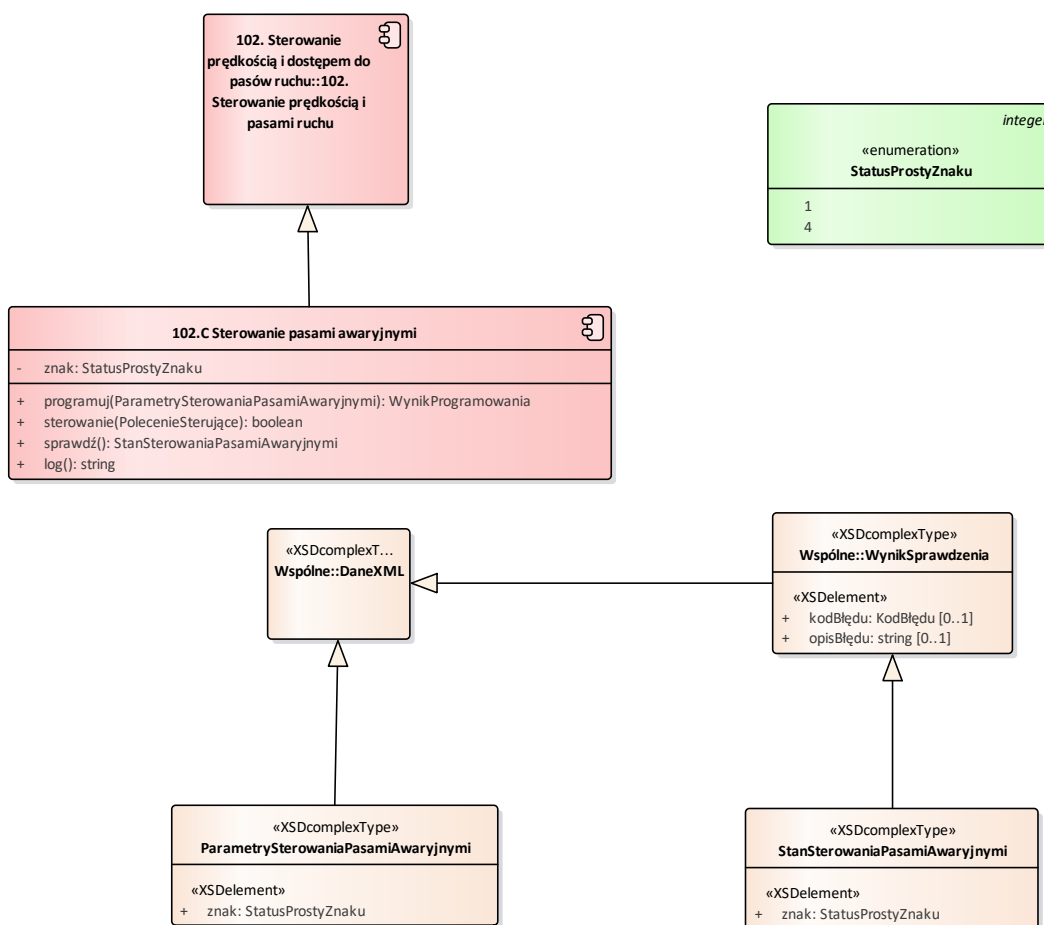 102. Sterowanie
prędkością i dostępem do
pasów ruchu::102.
Sterowanie prędkością i
pasami ruchu
intege
«enumeration»
StatusProstyZnaku
1
4
102.C Sterowanie pasami awaryjnymi
- znak: StatusProstyZnaku
+ programuj(ParametrySterowaniaPasamiAwaryjnymi): WynikProgramowania
+ sterowanie(PolecenieSterujące): boolean
+ sprawdź(): StanSterowaniaPasamiAwaryjnymi
+ log(): string
«XSDcomplexT...
Wspólne::DaneXML
«XSDcomplexType»
Wspólne::WynikSprawdzenia
«XSDelement»
+ kodBłędu: KodBłędu [0..1]
+ opisBłędu: string [0..1]
«XSDcomplexType»
ParametrySterowaniaPasamiAwaryjnymi
«XSDelement»
+ znak: StatusProstyZnaku
«XSDcomplexType»
StanSterowaniaPasamiAwaryjnymi
«XSDelement»
+ znak: StatusProstyZnaku